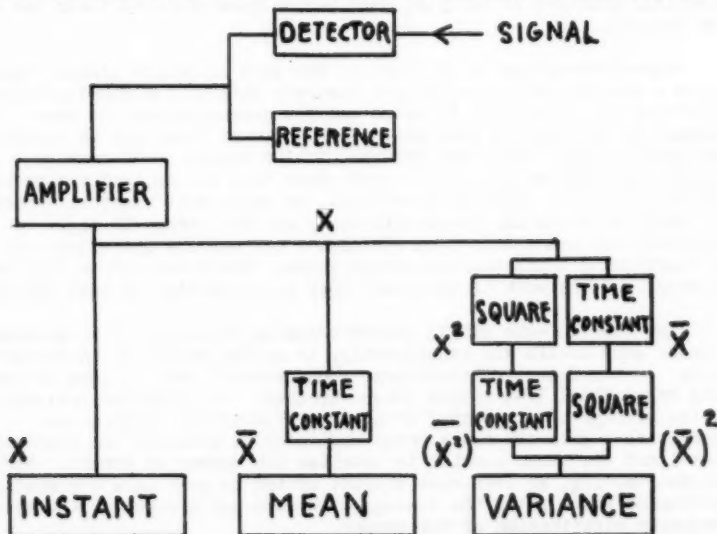 DETECTOR
SIGNAL
REFERENCE
AMPLIFIER
X
SQUARE
TIME
CONSTANT
X²
X̅
TIME
CONSTANT
TIME
CONSTANT
SQUARE
X
X̅
(X²)̅
(X̅)²
INSTANT
MEAN
VARIANCE